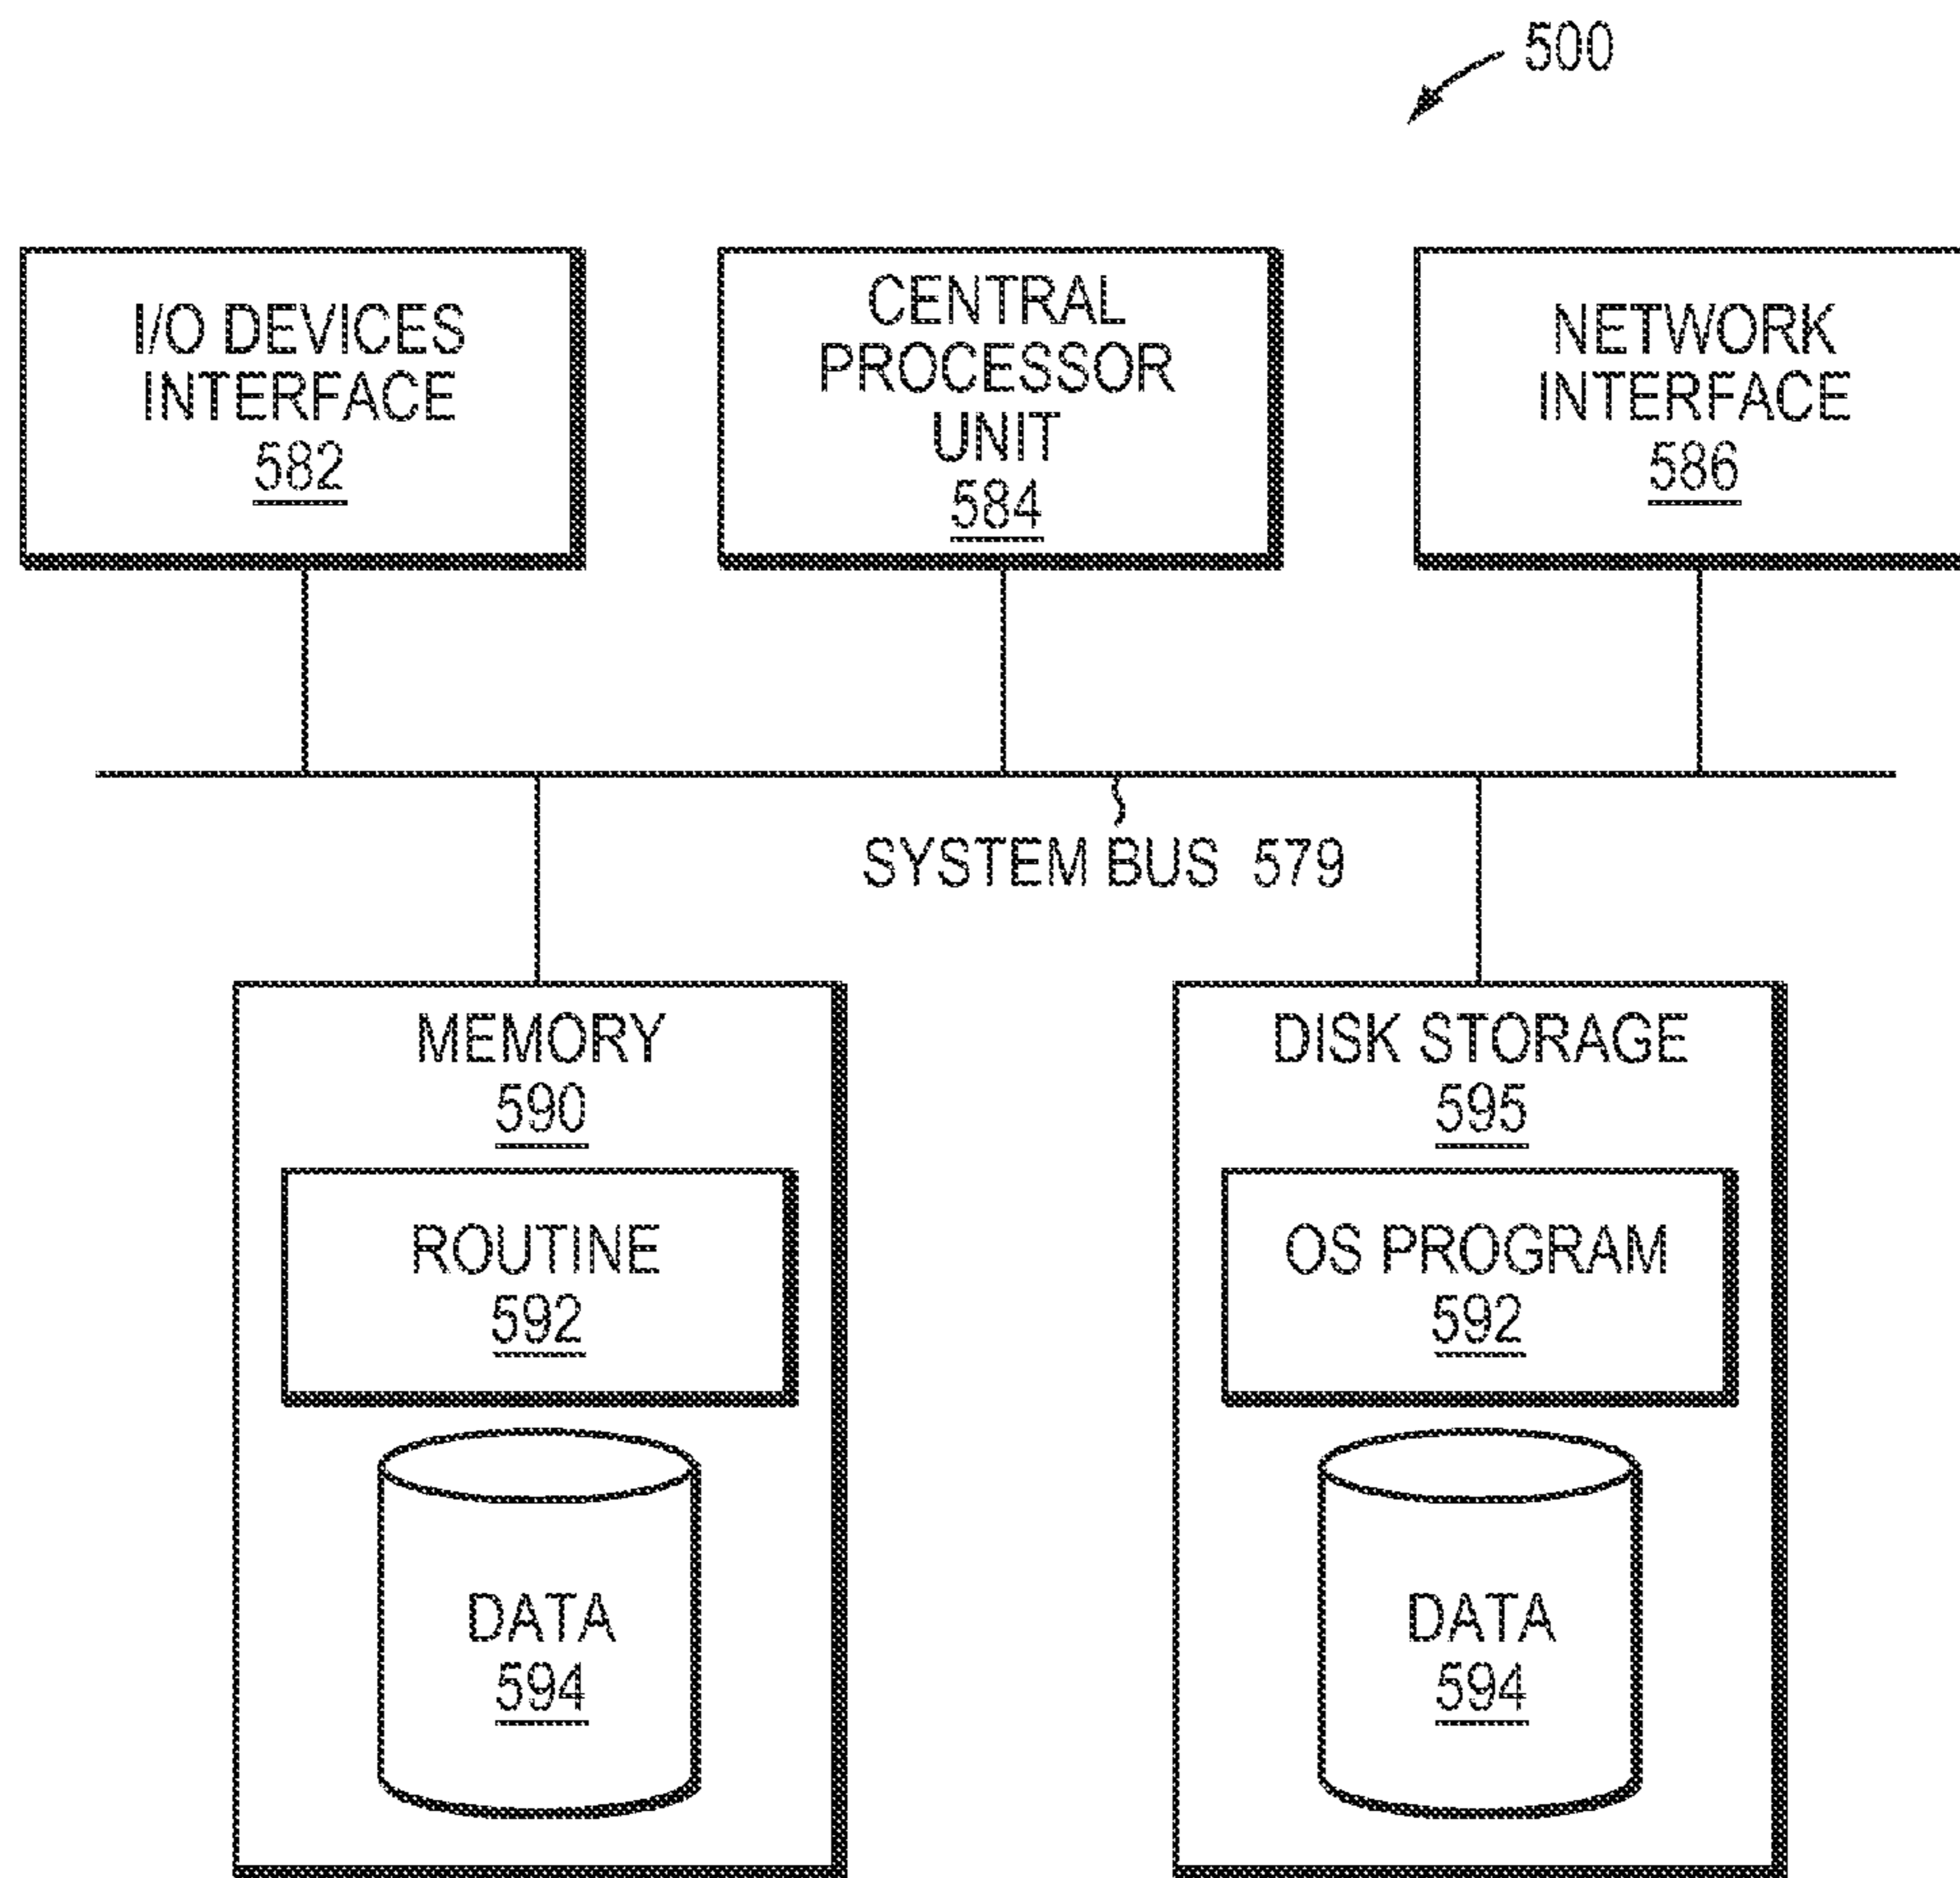 500
I/O DEVICES
INTERFACE
582
CENTRAL
PROCESSOR
UNIT
584
NETWORK
INTERFACE
586
SYSTEM BUS 579
MEMORY
590
ROUTINE
592
DATA
594
DISK STORAGE
595
OS PROGRAM
592
DATA
594